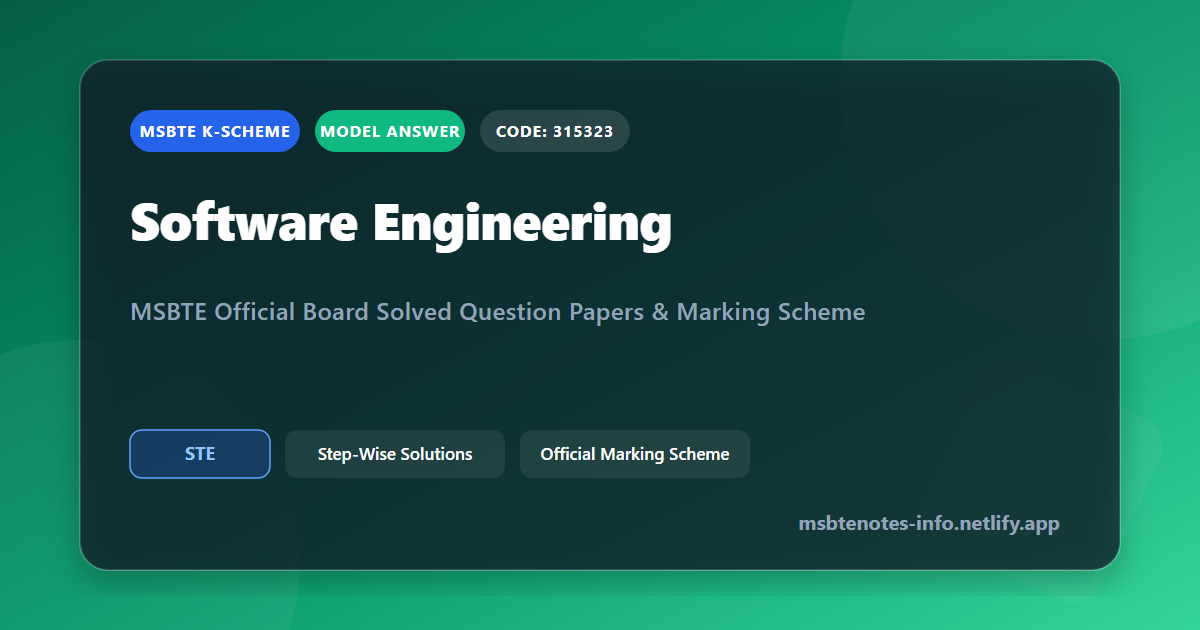 MSBTE K-SCHEME MODEL ANSWER CODE: 315323
Software Engineering
MSBTE Official Board Solved Question Papers & Marking Scheme
STE Step-Wise Solutions Official Marking Scheme
msbtenotes-info.netlify.app